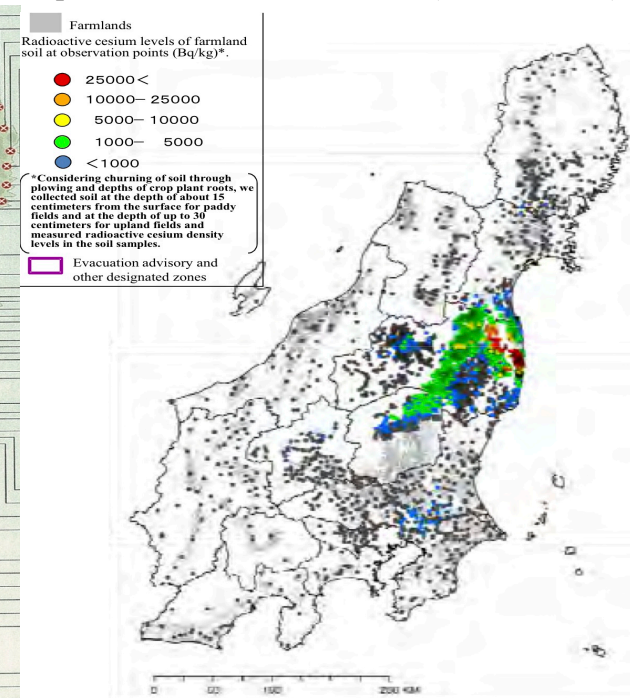 Farmlands
Radioactive cesium levels of farmland
soil at observation points (Bq/kg)*.
25000<
10000− 25000
5000− 10000
1000− 5000
<1000
*Considering churning of soil through
plowing and depths of crop plant roots, we
collected soil at the depth of about 15
centimeters from the surface for paddy
fields and at the depth of up to 30
centimeters for upland fields and
measured radioactive cesium density
levels in the soil samples.
Evacuation advisory and
other designated zones
0